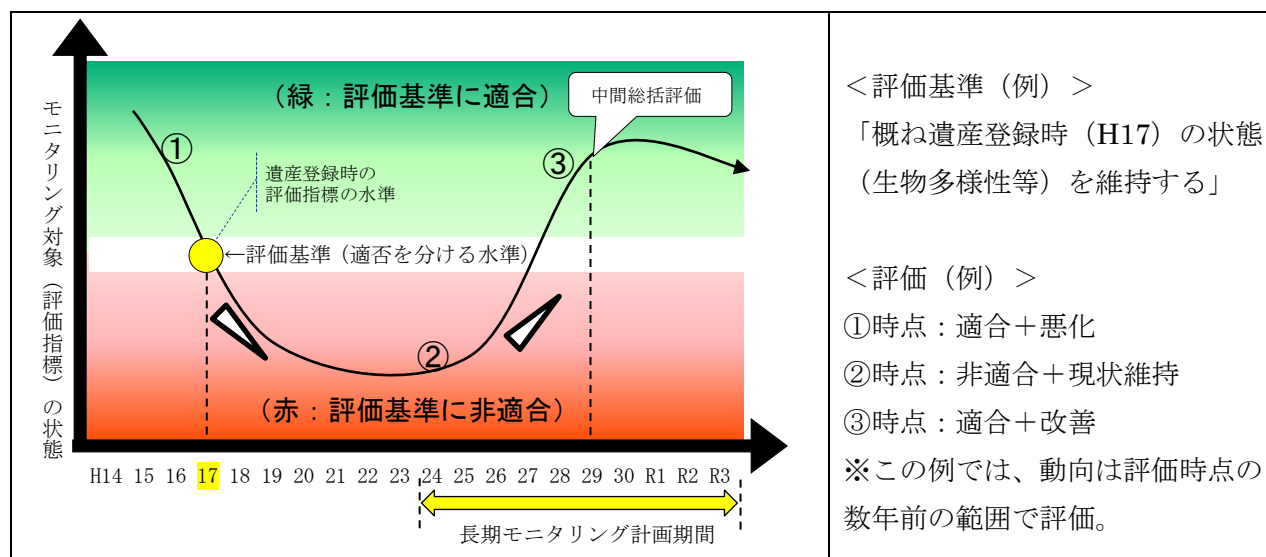 モニタリング対象（評価指標）の状態
（緑：評価基準に適合）
中間総括評価
①
遺産登録時の
評価指標の水準
③
←評価基準（適否を分ける水準）
②
（赤：評価基準に非適合）
H14 15 16 17 18 19 20 21 22 23 24 25 26 27 28 29 30 R1 R2 R3
長期モニタリング計画期間
＜評価基準（例）＞
「概ね遺産登録時（H17）の状態
（生物多様性等）を維持する」
＜評価（例）＞
①時点：適合＋悪化
②時点：非適合＋現状維持
③時点：適合＋改善
※この例では、動向は評価時点の
数年前の範囲で評価。